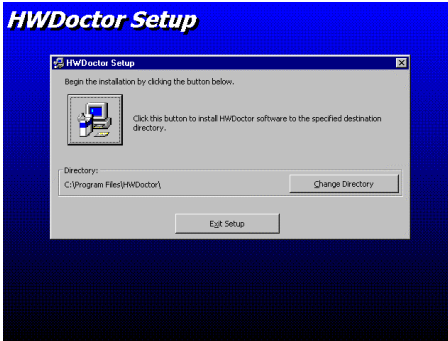 HWDoctor Setup
HWDoctor Setup
Begin the installation by clicking the button below.
Click this button to install HWDoctor software to the specified destination
directory.
Directory:
C:\Program Files\HWDoctor\
Change Directory
Exit Setup